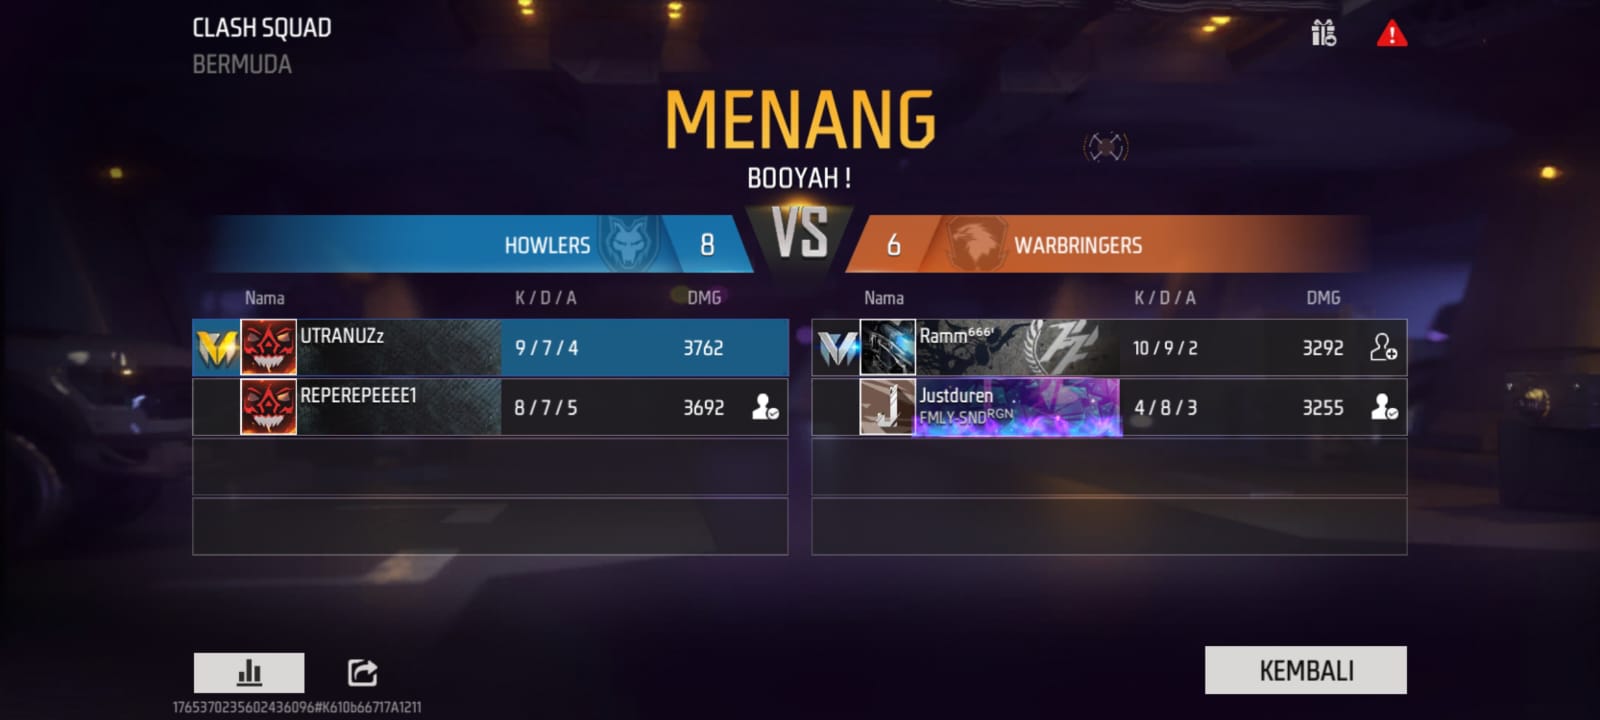 CLASH SQUAD
BERMUDA
MENANG
BOOYAH !
HOWLERS 8 VS 6 WARBRINGERS
Nama K / D / A DMG Nama K / D / A DMG
UTRANUZz 9 / 7 / 4 3762 Ramm⁶⁶⁶ᶥ 10 / 9 / 2 3292
REPEREPEEEE1 8 / 7 / 5 3692 Justduren . 4 / 8 / 3 3255
FMLY-SNDᴿᴳᴺ
KEMBALI
1765370235602436096#K610b66717A1211